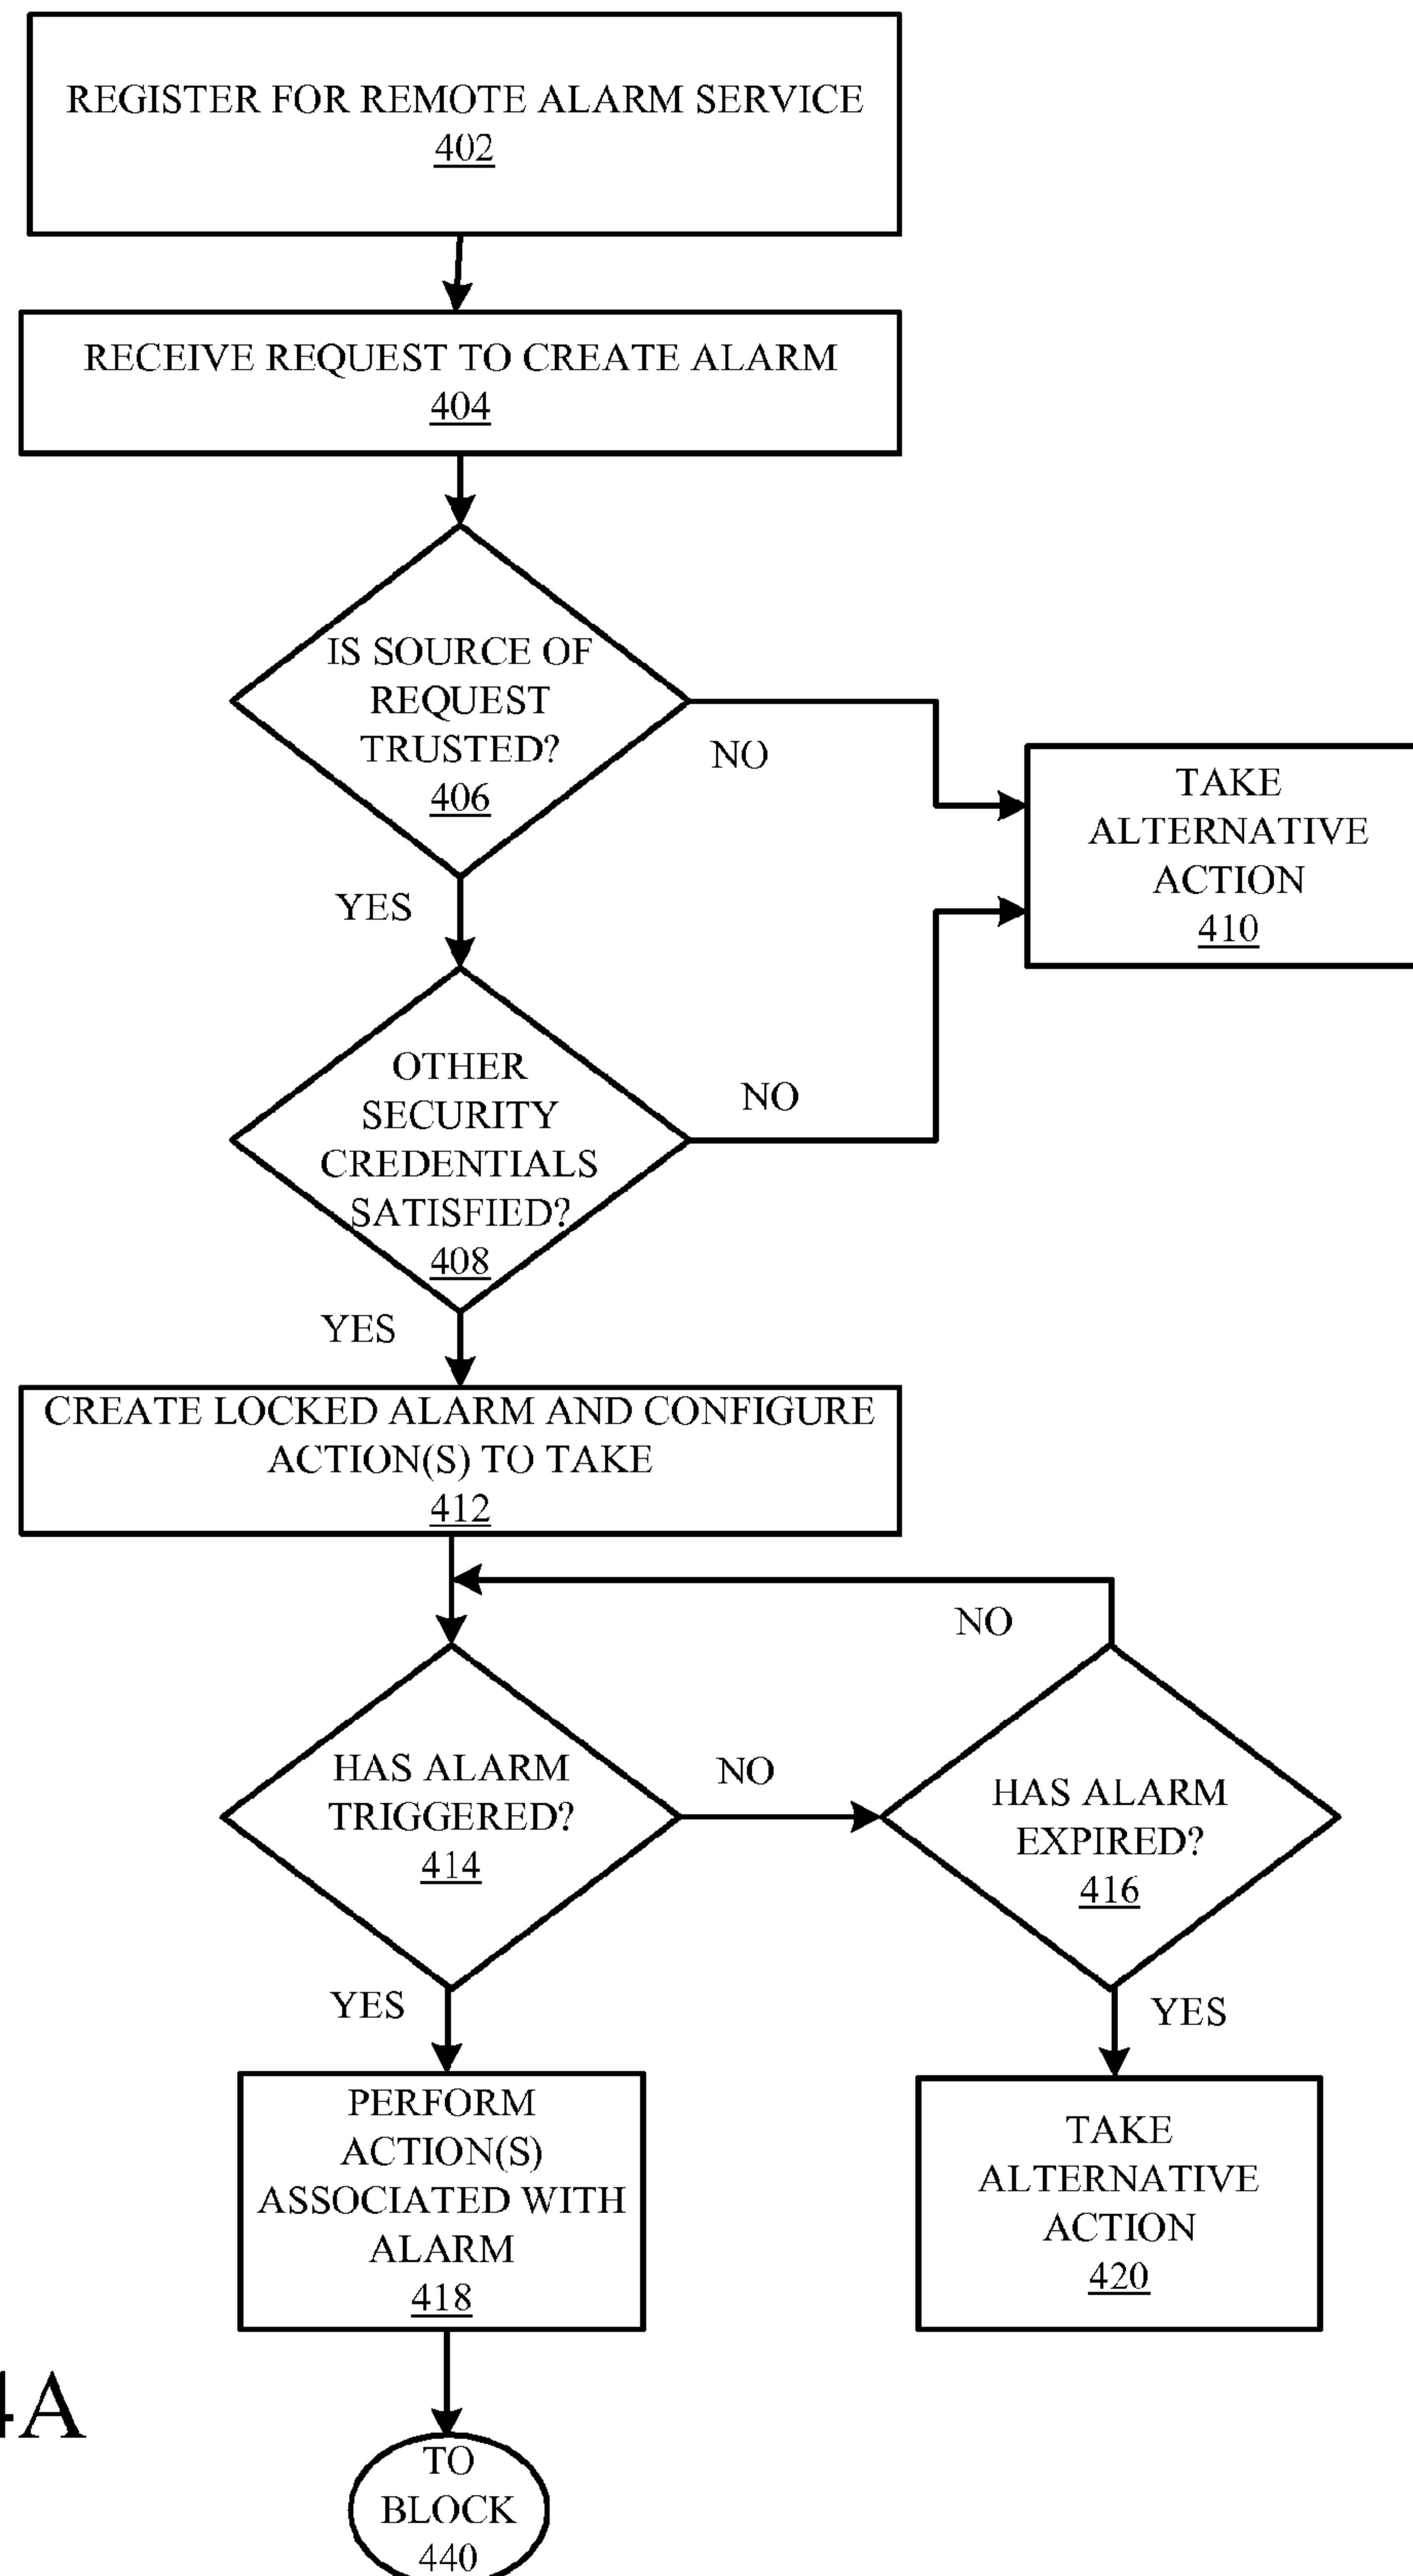 REGISTER FOR REMOTE ALARM SERVICE
402
RECEIVE REQUEST TO CREATE ALARM
404
IS SOURCE OF
REQUEST
TRUSTED?
406
NO
TAKE
ALTERNATIVE
ACTION
410
YES
OTHER
SECURITY
CREDENTIALS
SATISFIED?
408
NO
YES
CREATE LOCKED ALARM AND CONFIGURE
ACTION(S) TO TAKE
412
NO
HAS ALARM
TRIGGERED?
414
NO
HAS ALARM
EXPIRED?
416
YES
YES
PERFORM
ACTION(S)
ASSOCIATED WITH
ALARM
418
TAKE
ALTERNATIVE
ACTION
420
4A
TO
BLOCK
440